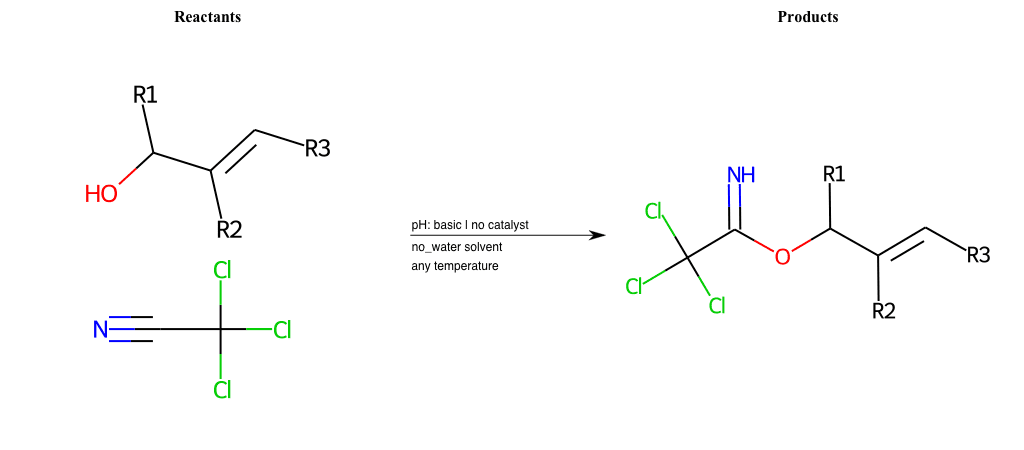 Reactants
Products
R1
HO
R3
R2
Cl
N
Cl
Cl
pH: basic | no catalyst
no_water solvent
any temperature
NH
R1
Cl
O
R3
Cl
Cl
R2